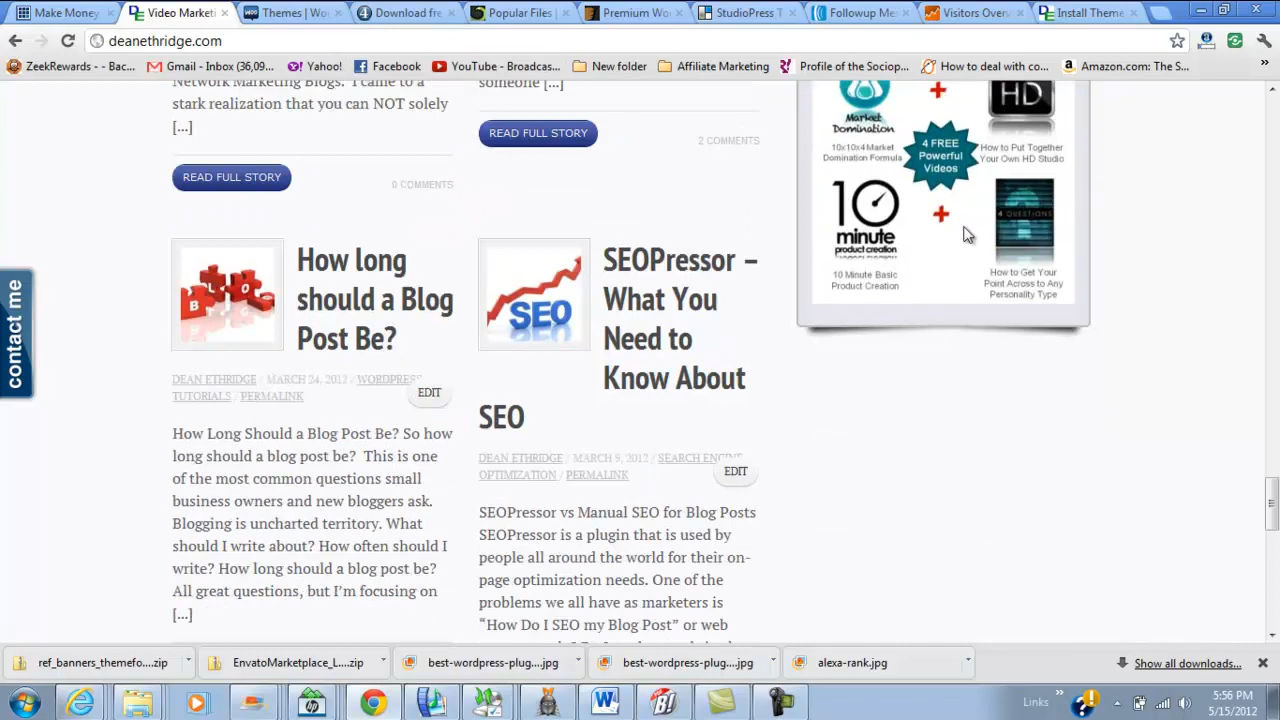 Make Money
Video Marketi
Themes | Wo
Download fre
Popular Files |
Premium Wo
StudioPress T
Followup Me
Visitors Over
Install Theme
deanethridge.com
ZeekRewards - - Bac...
Gmail - Inbox (36,09...
Yahoo!
Facebook
YouTube - Broadcas...
New folder
Affiliate Marketing
Profile of the Sociop...
How to deal with co...
Amazon.com: The S...
Network Marketing Blogs. I came to a
stark realization that you can NOT solely
[...]
READ FULL STORY
0 COMMENTS
someone [...]
READ FULL STORY
2 COMMENTS
Market
Domination
10x10x4 Market
Domination Formula
HD
How to Put Together
Your Own HD Studio
4 FREE
Powerful
Videos
10
minute
product creation
10 Minute Basic
Product Creation
4 QUESTIONS
How to Get Your
Point Across to Any
Personality Type
contact me
BLO
How long
should a Blog
Post Be?
DEAN ETHRIDGE / MARCH 24, 2012 / WORDPRESS
TUTORIALS / PERMALINK
EDIT
How Long Should a Blog Post Be? So how
long should a blog post be? This is one
of the most common questions small
business owners and new bloggers ask.
Blogging is uncharted territory. What
should I write about? How often should I
write? How long should a blog post be?
All great questions, but I'm focusing on
[...]
SEO
SEOPressor –
What You
Need to
Know About
SEO
DEAN ETHRIDGE / MARCH 9, 2012 / SEARCH ENGINE
OPTIMIZATION / PERMALINK
EDIT
SEOPressor vs Manual SEO for Blog Posts
SEOPressor is a plugin that is used by
people all around the world for their on-
page optimization needs. One of the
problems we all have as marketers is
“How Do I SEO my Blog Post” or web
ref_banners_themefo....zip
EnvatoMarketplace_L....zip
best-wordpress-plug....jpg
best-wordpress-plug....jpg
alexa-rank.jpg
Show all downloads...
Links
5:56 PM
5/15/2012